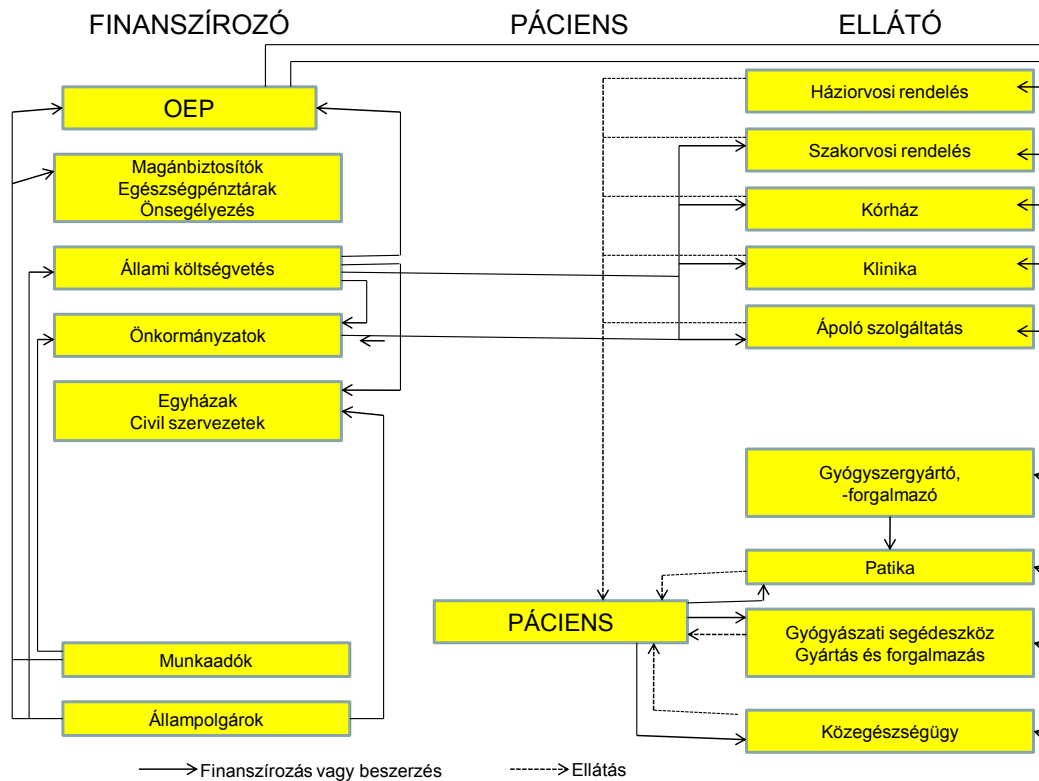 FINANSZÍROZÓ
PÁCIENS
ELLÁTÓ
OEP
Magánbiztosítók
Egészségpénztárak
Önsegélyezés
Állami költségvetés
Önkormányzatok
Egyházak
Civil szervezetek
Munkaadók
Állampolgárok
PÁCIENS
Háziorvosi rendelés
Szakorvosi rendelés
Kórház
Klinika
Ápoló szolgáltatás
Gyógyszergyártó,
-forgalmazó
Patika
Gyógyászati segédeszköz
Gyártás és forgalmazás
Közegészségügy
Finanszírozás vagy beszerzés
Ellátás